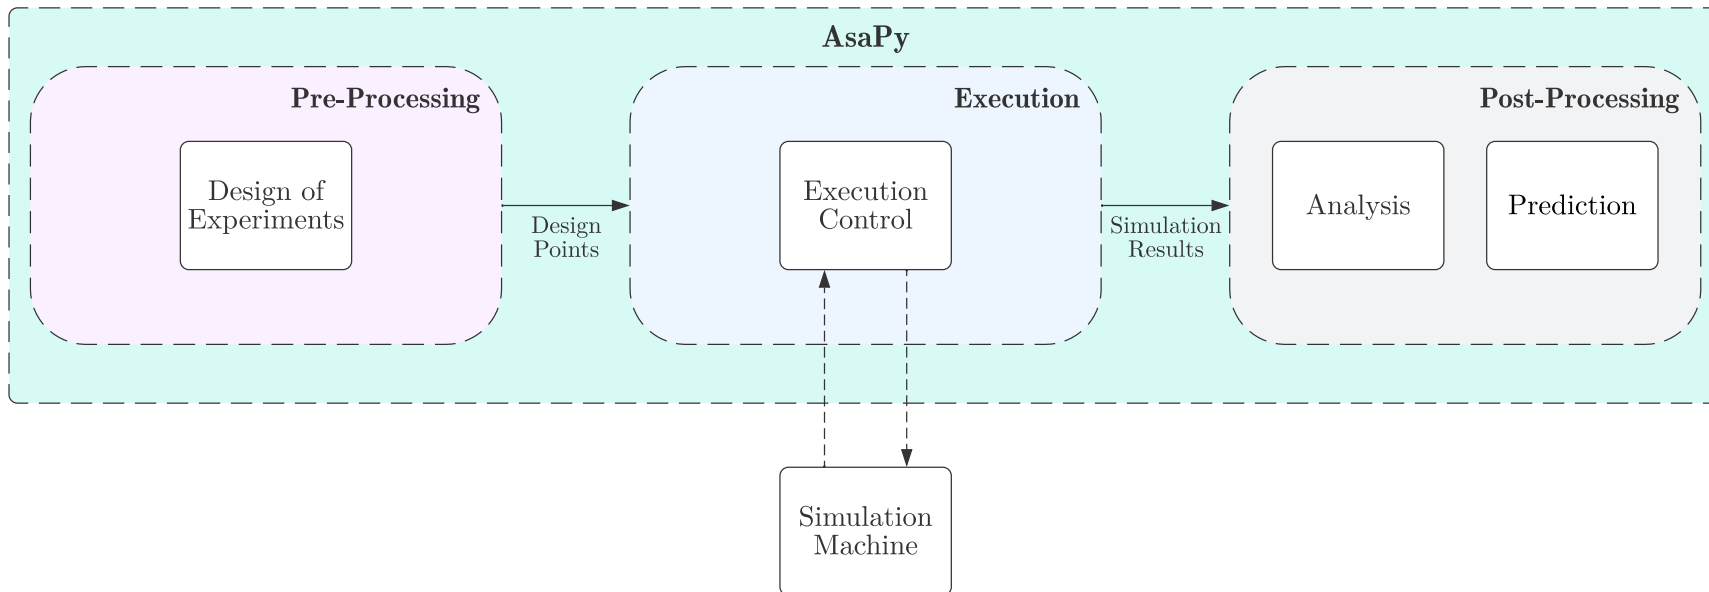 AsaPy
Pre-Processing
Design of
Experiments
Design
Points
Execution
Execution
Control
Simulation
Results
Post-Processing
Analysis
Prediction
Simulation
Machine